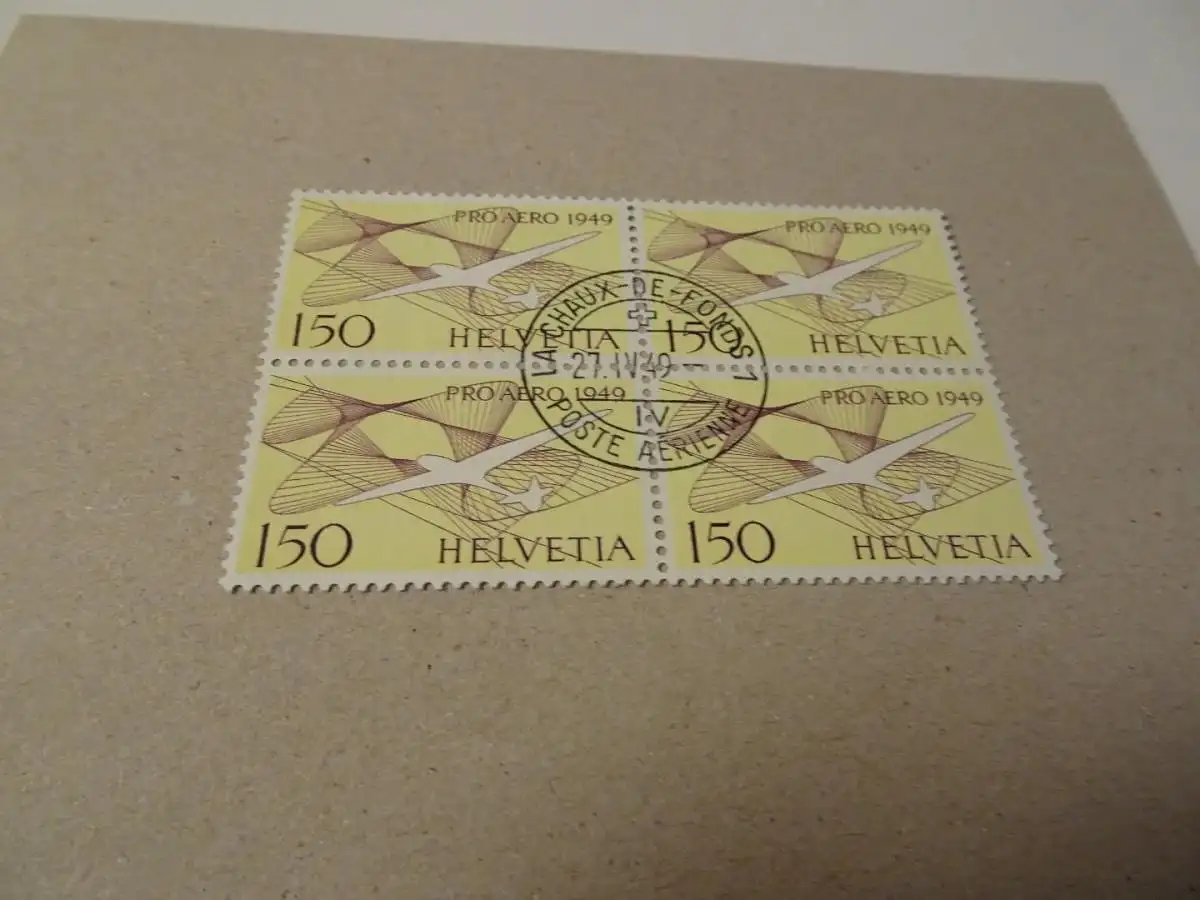 PRO AERO 1949
150 HELVETIA
PRO AERO 1949
150 HELVETIA
LA CHAUX-DE-FONDS 1
27.IV.49 -
IV
POSTE AÉRIENNE
PRO AERO 1949
150 HELVETIA
PRO AERO 1949
150 HELVETIA